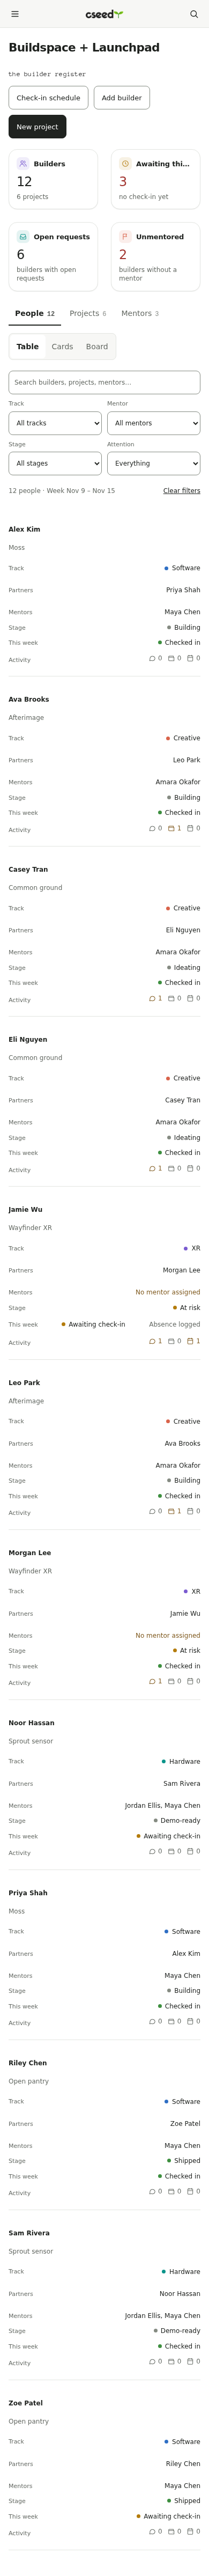 cseed
Buildspace + Launchpad
the builder register
Check-in schedule
Add builder
New project
Builders
12
6 projects
Awaiting thi…
3
no check-in yet
Open requests
6
builders with open requests
Unmentored
2
builders without a mentor
People 12
Projects 6
Mentors 3
Table
Cards
Board
Search builders, projects, mentors…
Track
Mentor
All tracks
All mentors
Stage
Attention
All stages
Everything
12 people · Week Nov 9 – Nov 15
Clear filters
Alex Kim
Moss
Track Software
Partners Priya Shah
Mentors Maya Chen
Stage Building
This week Checked in
Activity 0 0 0
Ava Brooks
Afterimage
Track Creative
Partners Leo Park
Mentors Amara Okafor
Stage Building
This week Checked in
Activity 0 1 0
Casey Tran
Common ground
Track Creative
Partners Eli Nguyen
Mentors Amara Okafor
Stage Ideating
This week Checked in
Activity 1 0 0
Eli Nguyen
Common ground
Track Creative
Partners Casey Tran
Mentors Amara Okafor
Stage Ideating
This week Checked in
Activity 1 0 0
Jamie Wu
Wayfinder XR
Track XR
Partners Morgan Lee
Mentors No mentor assigned
Stage At risk
This week Awaiting check-in Absence logged
Activity 1 0 1
Leo Park
Afterimage
Track Creative
Partners Ava Brooks
Mentors Amara Okafor
Stage Building
This week Checked in
Activity 0 1 0
Morgan Lee
Wayfinder XR
Track XR
Partners Jamie Wu
Mentors No mentor assigned
Stage At risk
This week Checked in
Activity 1 0 0
Noor Hassan
Sprout sensor
Track Hardware
Partners Sam Rivera
Mentors Jordan Ellis, Maya Chen
Stage Demo-ready
This week Awaiting check-in
Activity 0 0 0
Priya Shah
Moss
Track Software
Partners Alex Kim
Mentors Maya Chen
Stage Building
This week Checked in
Activity 0 0 0
Riley Chen
Open pantry
Track Software
Partners Zoe Patel
Mentors Maya Chen
Stage Shipped
This week Checked in
Activity 0 0 0
Sam Rivera
Sprout sensor
Track Hardware
Partners Noor Hassan
Mentors Jordan Ellis, Maya Chen
Stage Demo-ready
This week Checked in
Activity 0 0 0
Zoe Patel
Open pantry
Track Software
Partners Riley Chen
Mentors Maya Chen
Stage Shipped
This week Awaiting check-in
Activity 0 0 0